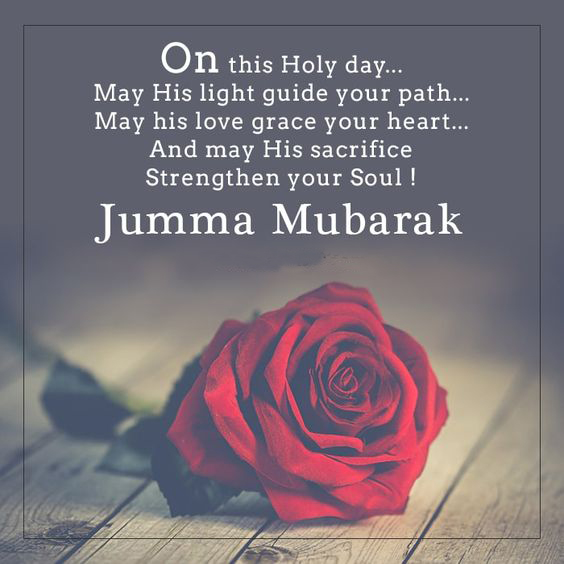 On this Holy day...
May His light guide your path...
May his love grace your heart...
And may His sacrifice
Strengthen your Soul !
Jumma Mubarak